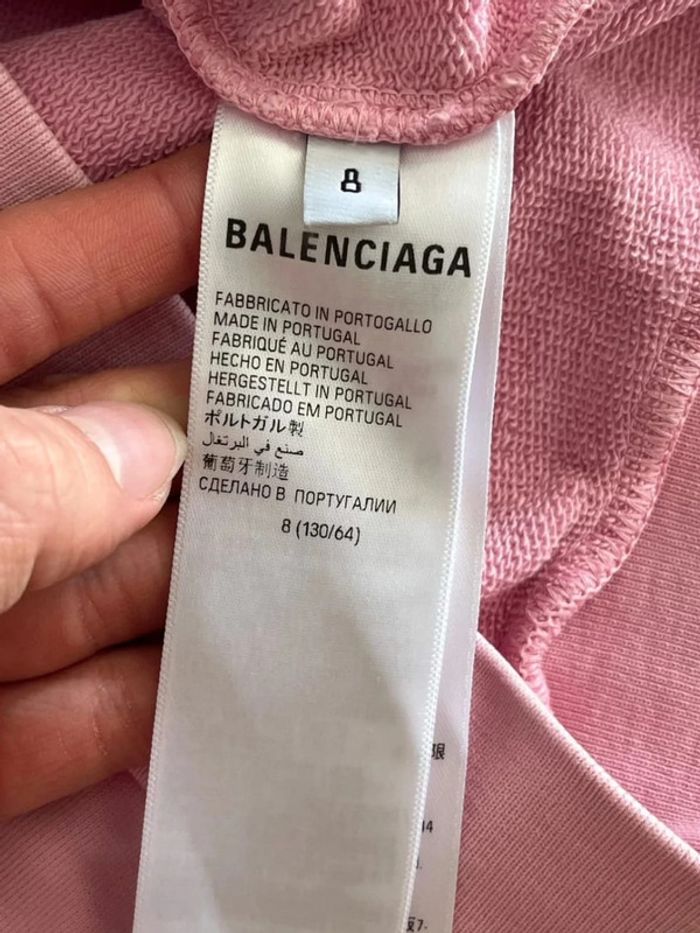 8
BALENCIAGA
FABBRICATO IN PORTOGALLO
MADE IN PORTUGAL
FABRIQUÉ AU PORTUGAL
HECHO EN PORTUGAL
HERGESTELLT IN PORTUGAL
FABRICADO EM PORTUGAL
ポルトガル製
صنع في البرتغال
葡萄牙制造
СДЕЛАНО В ПОРТУГАЛИИ
8 (130/64)
限